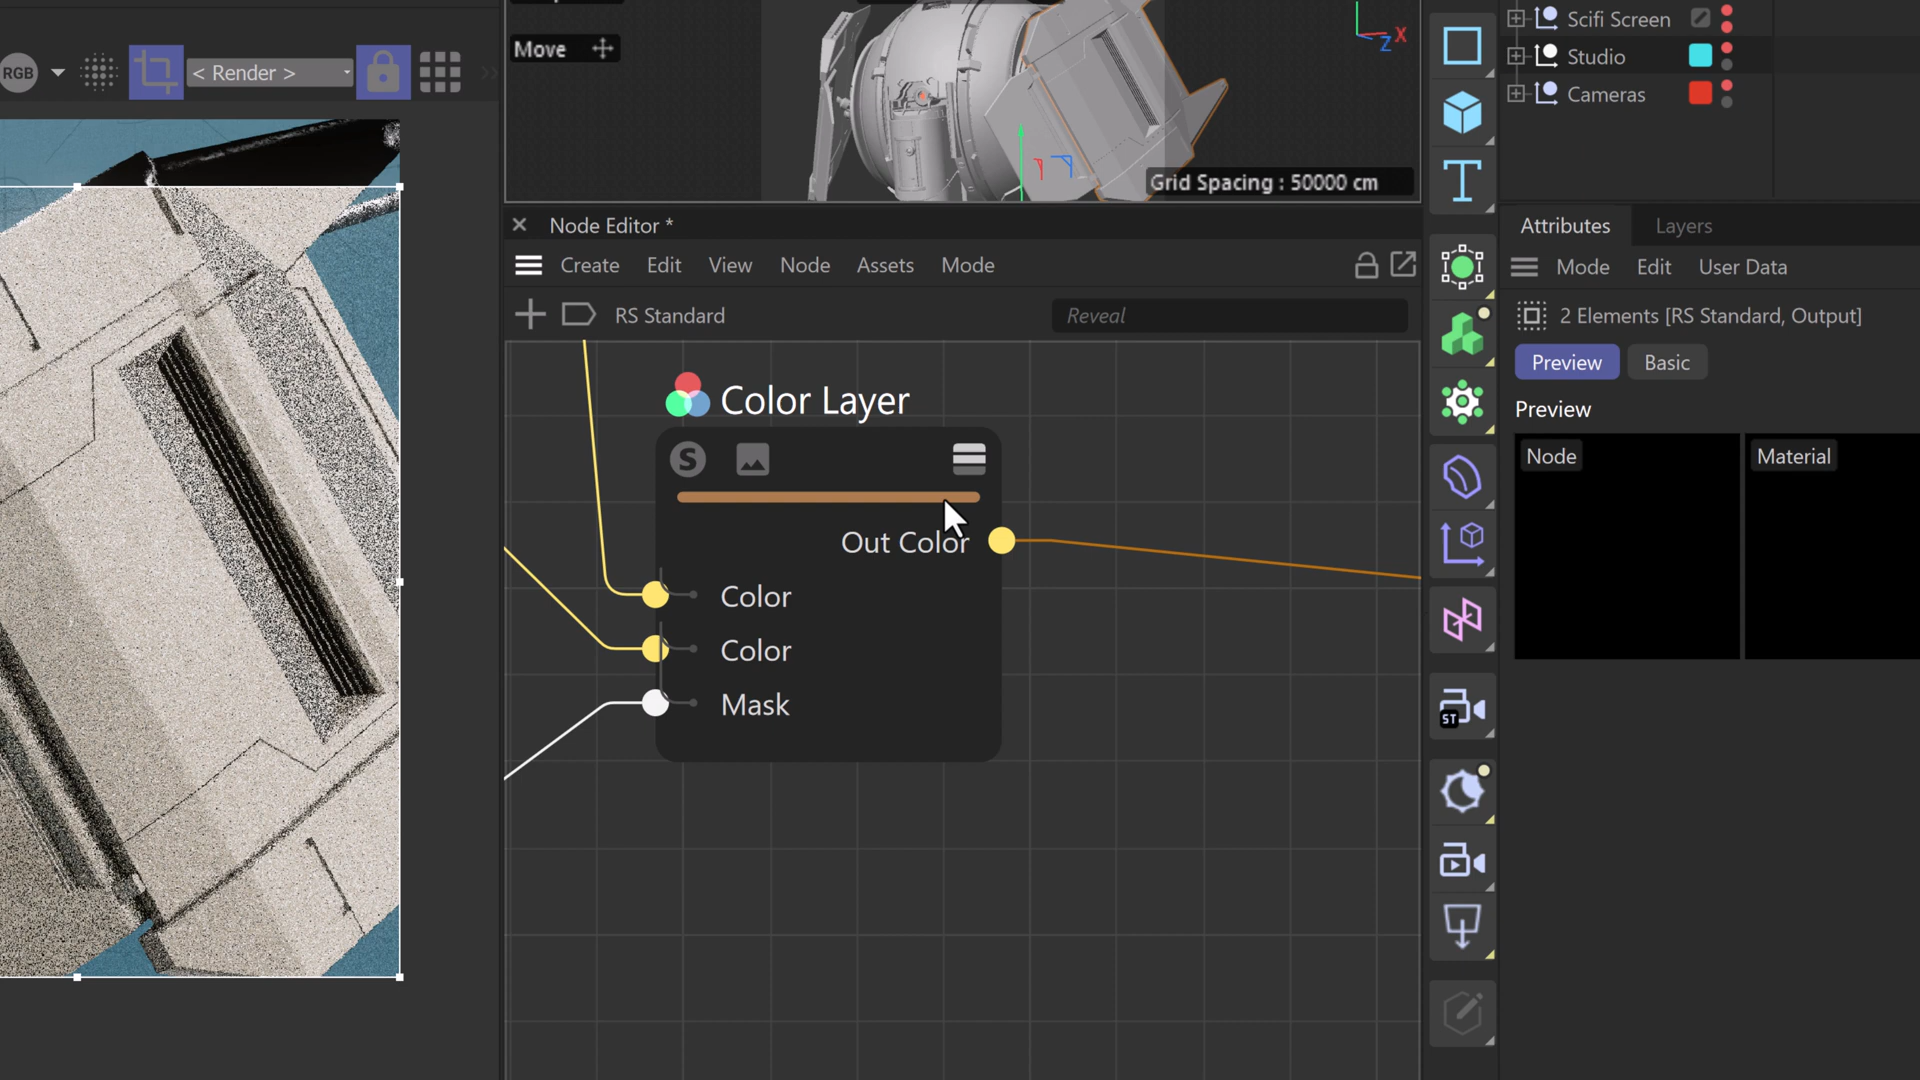 RGB
< Render >
Move
X
Z
Grid Spacing : 50000 cm
Node Editor *
Create
Edit
View
Node
Assets
Mode
RS Standard
Reveal
Color Layer
S
Out Color
Color
Color
Mask
ST
Scifi Screen
Studio
Cameras
Attributes
Layers
Mode
Edit
User Data
2 Elements [RS Standard, Output]
Preview
Basic
Preview
Node
Material